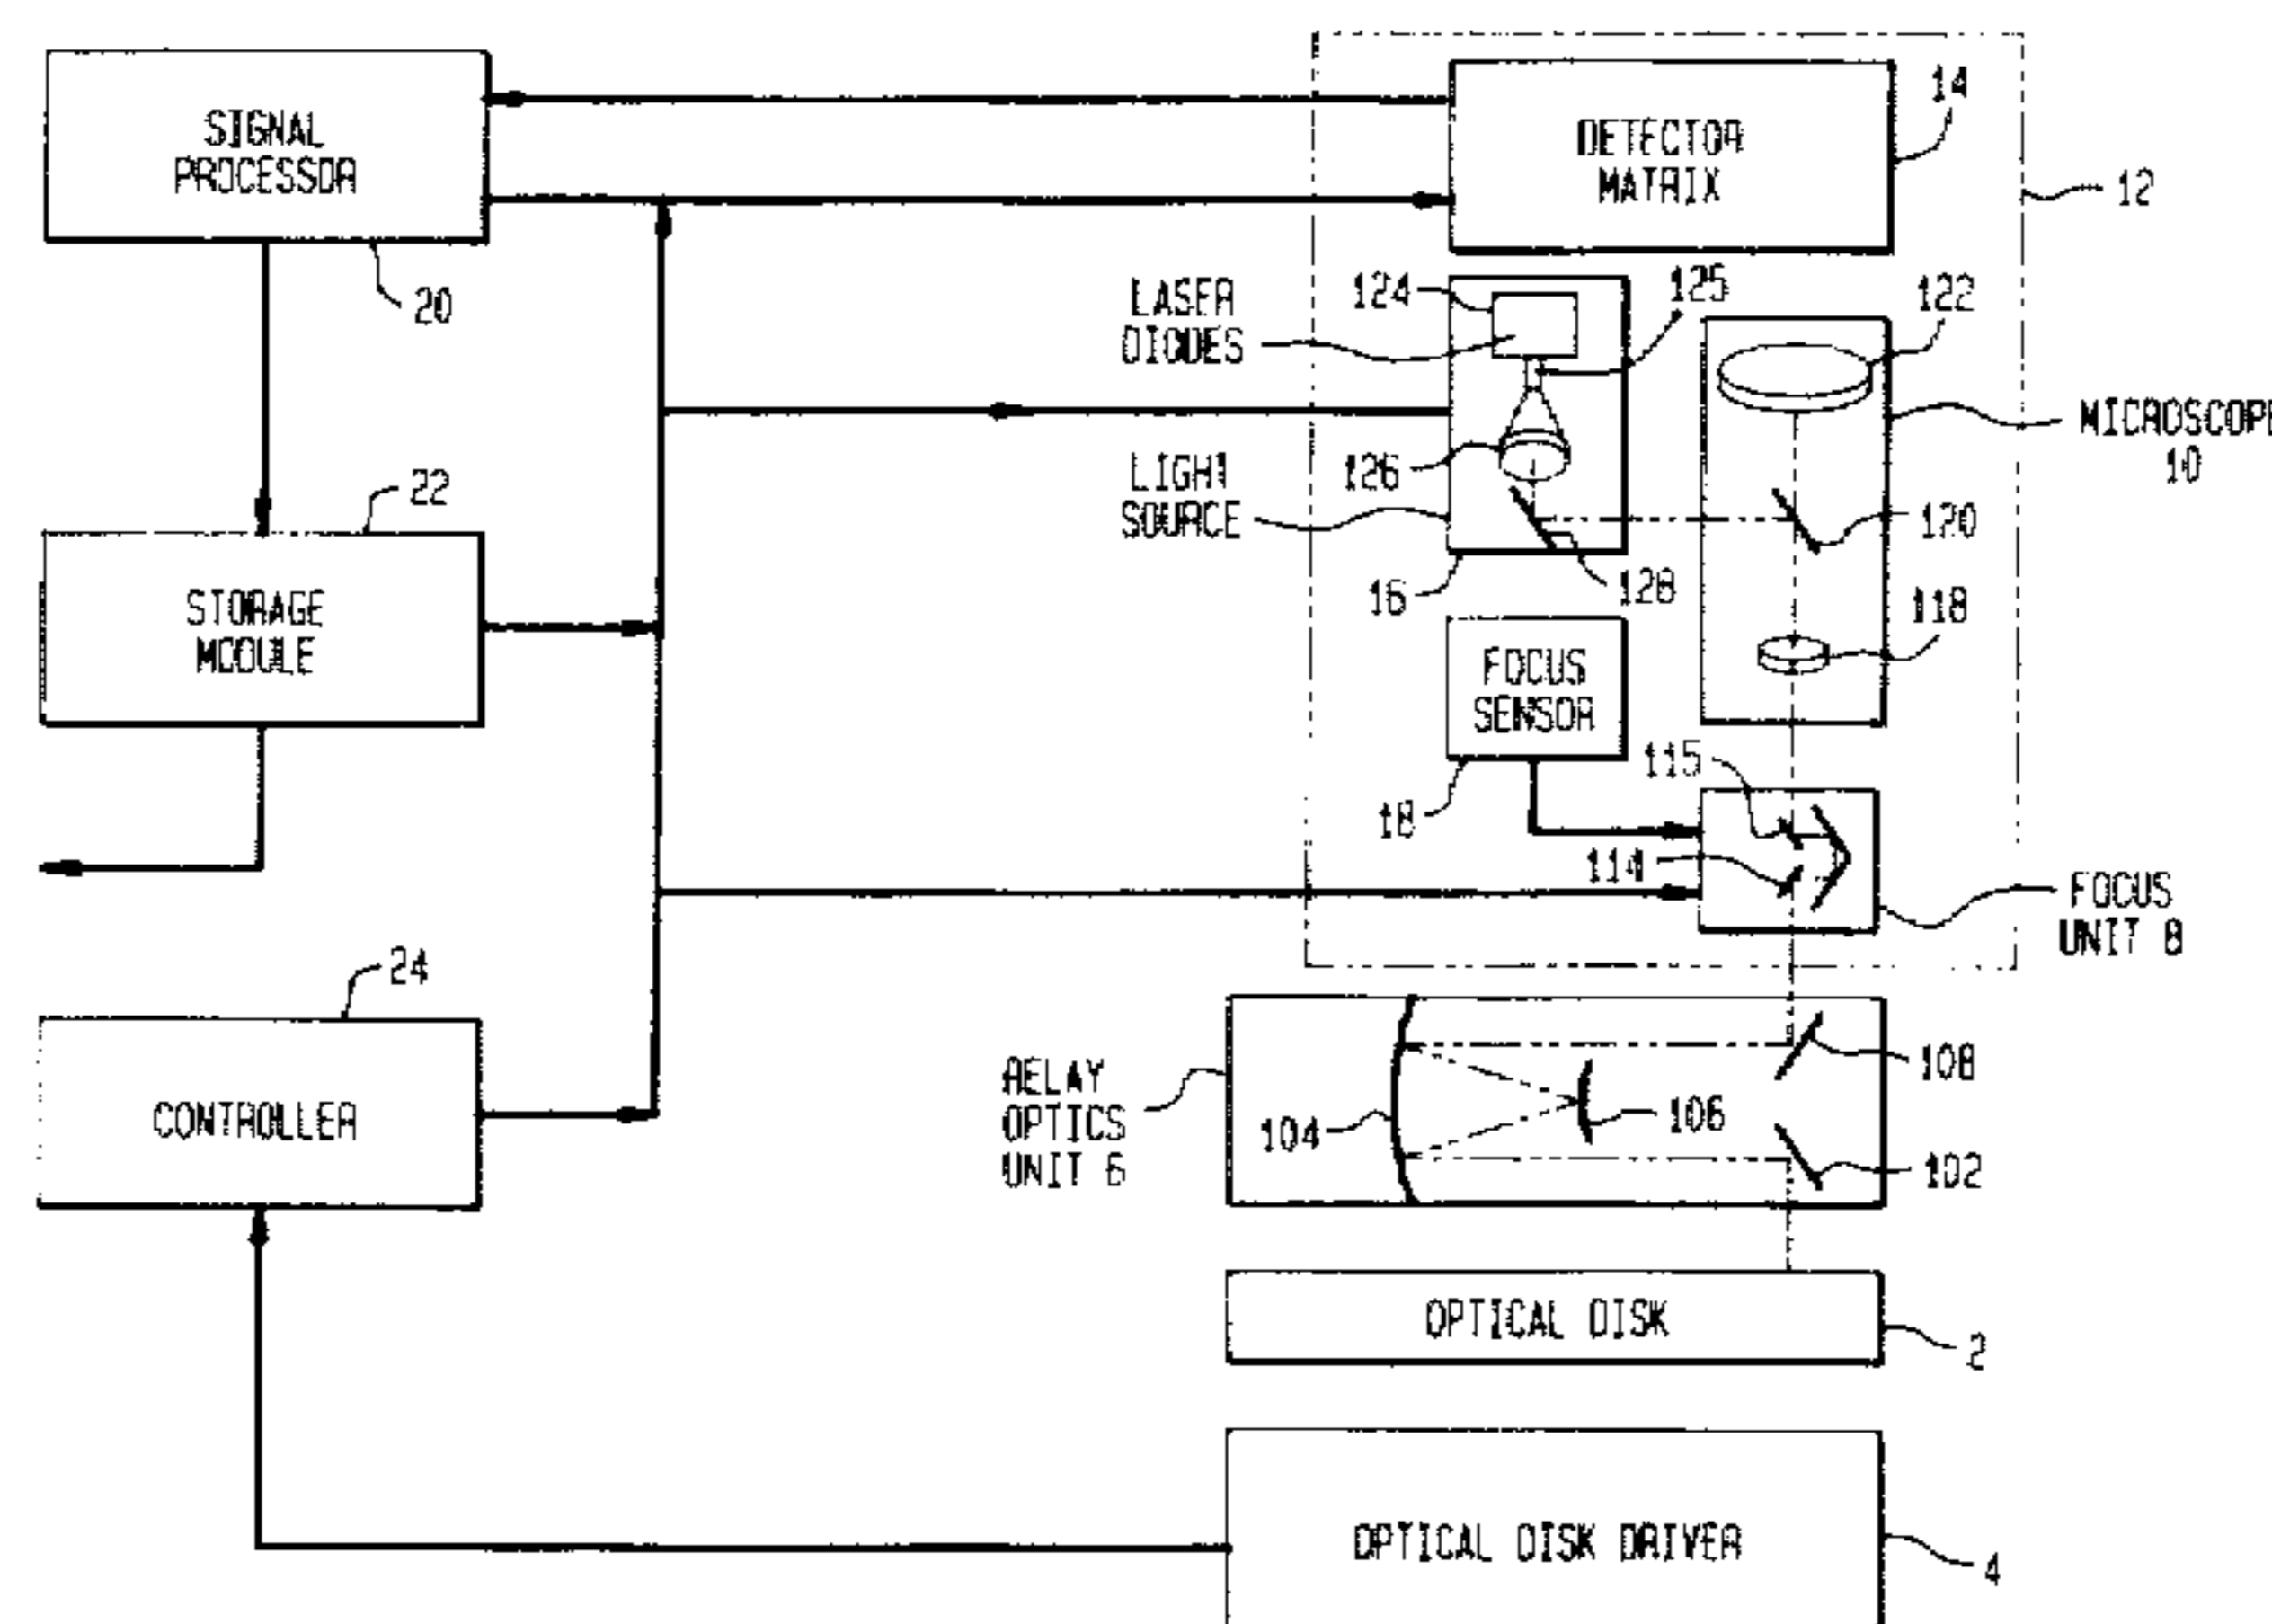 SIGNAL
PROCESSOR
20
DETECTOR
MATRIX
14
12
LASER
DIODES
124
125
122
MICROSCOPE
10
LIGHT
SOURCE
126
128
16
120
118
22
STORAGE
MODULE
FOCUS
SENSOR
18
115
114
FOCUS
UNIT 8
24
CONTROLLER
RELAY
OPTICS
UNIT 6
104
106
108
102
OPTICAL DISK
2
OPTICAL DISK DRIVER
4